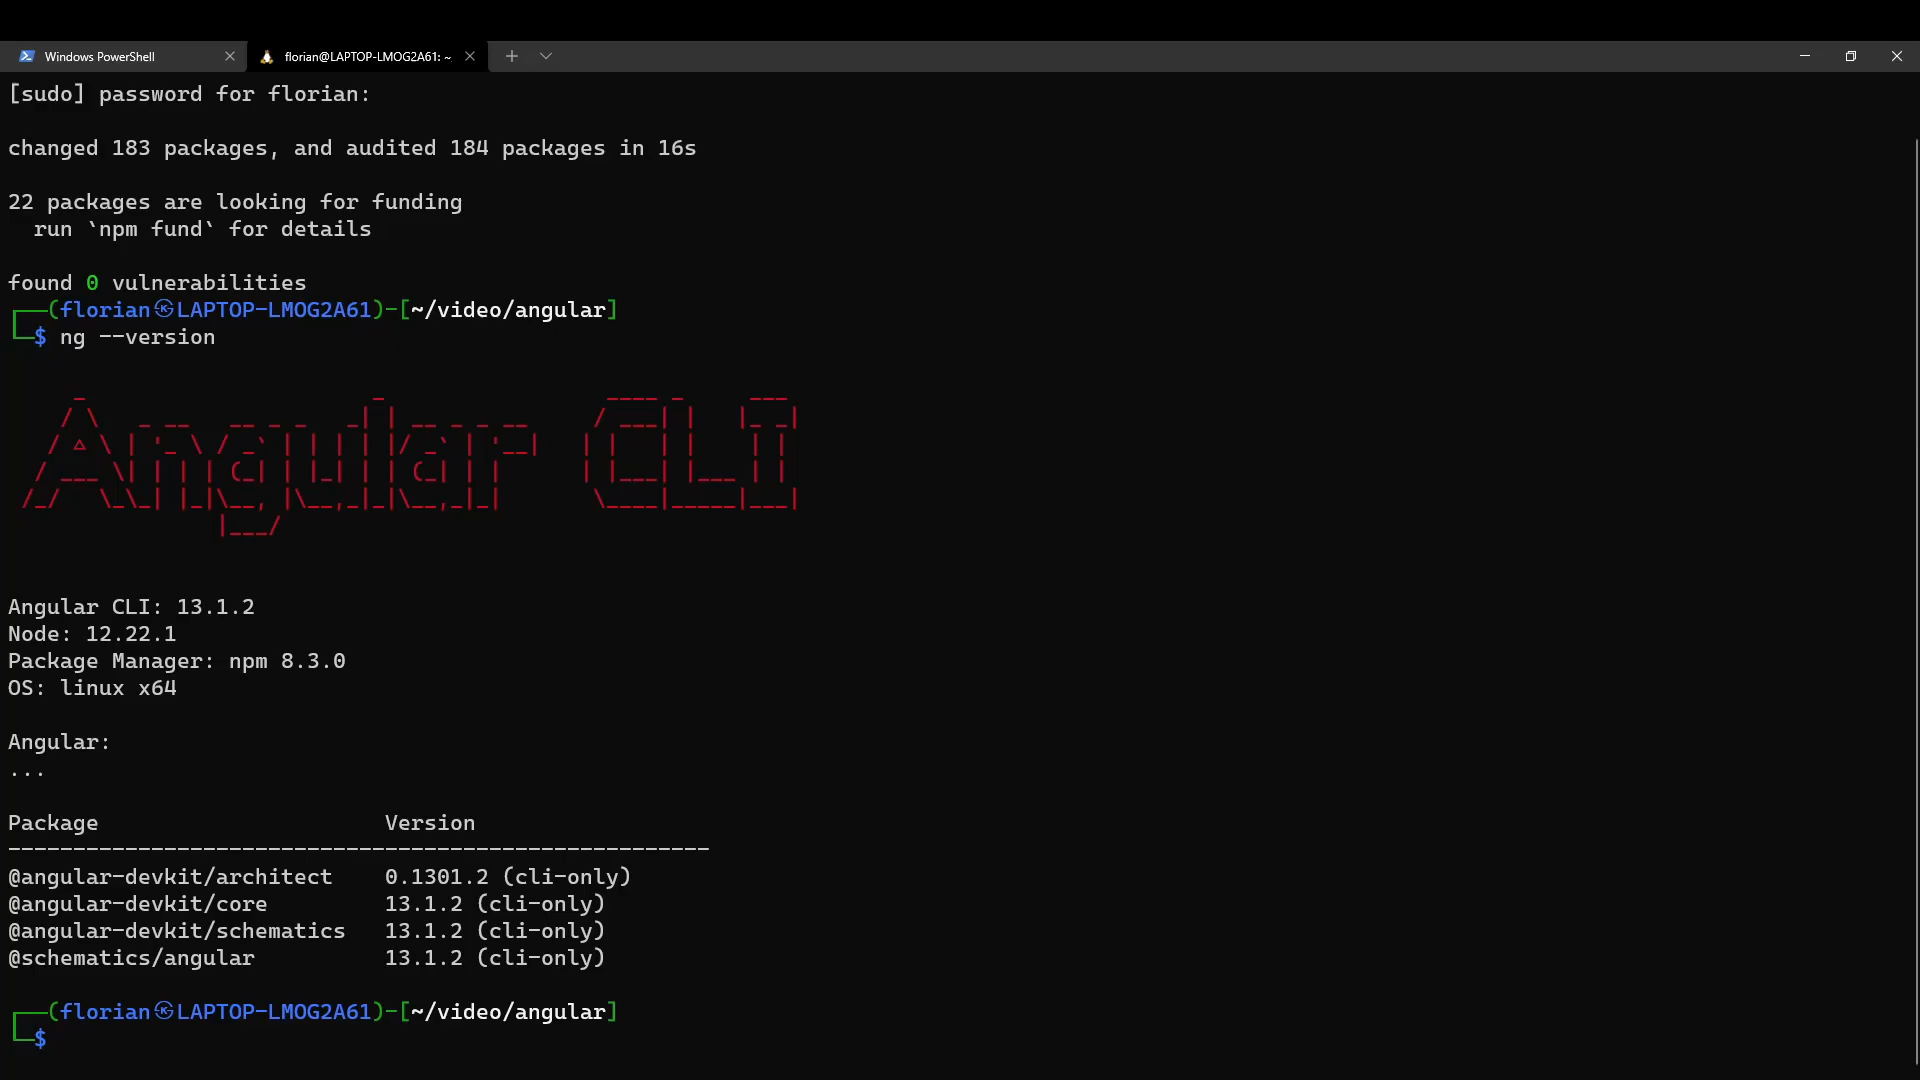 Windows PowerShell
florian@LAPTOP-LMOG2A61: ~
[sudo] password for florian:
changed 183 packages, and audited 184 packages in 16s
22 packages are looking for funding
  run `npm fund` for details
found 0 vulnerabilities
┌──(florian㉿LAPTOP-LMOG2A61)-[~/video/angular]
└─$ ng --version
Angular CLI
Angular CLI: 13.1.2
Node: 12.22.1
Package Manager: npm 8.3.0
OS: linux x64
Angular:
...
Package                      Version
------------------------------------------------------
@angular-devkit/architect    0.1301.2 (cli-only)
@angular-devkit/core         13.1.2 (cli-only)
@angular-devkit/schematics   13.1.2 (cli-only)
@schematics/angular          13.1.2 (cli-only)
┌──(florian㉿LAPTOP-LMOG2A61)-[~/video/angular]
└─$